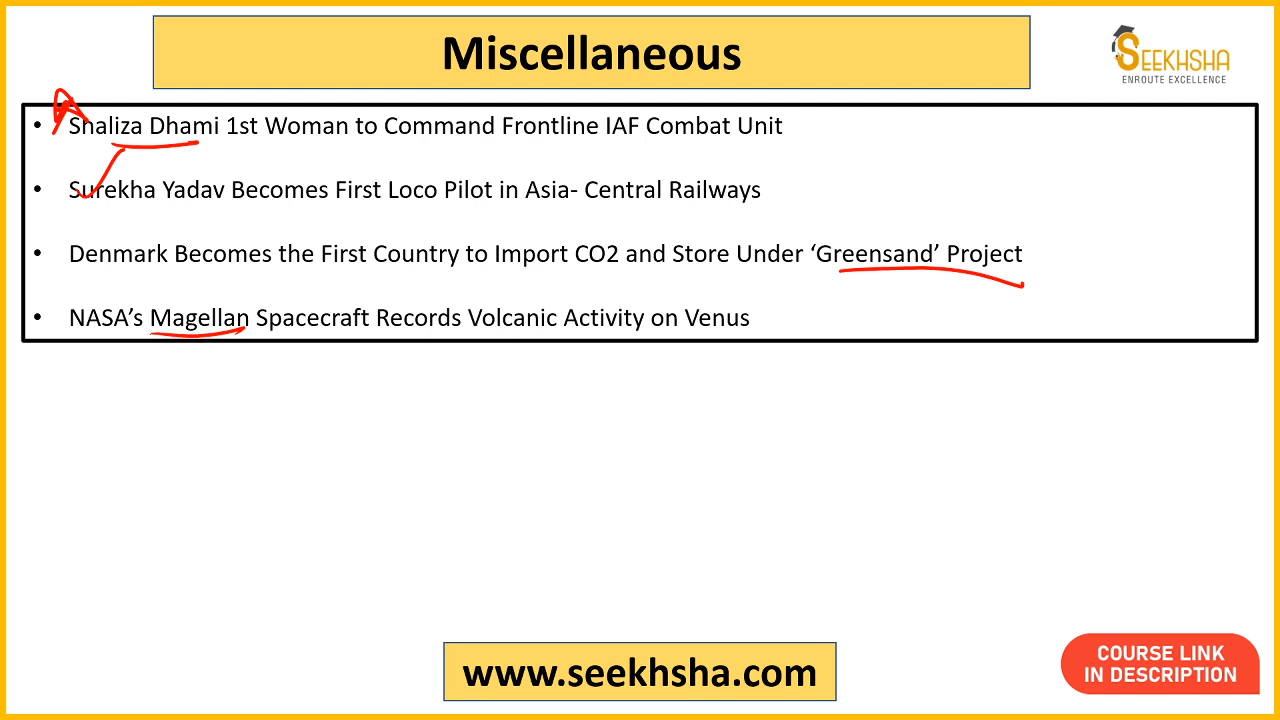 Miscellaneous
SEEKHSHA
ENROUTE EXCELLENCE
• Shaliza Dhami 1st Woman to Command Frontline IAF Combat Unit
• Surekha Yadav Becomes First Loco Pilot in Asia- Central Railways
• Denmark Becomes the First Country to Import CO2 and Store Under ‘Greensand’ Project
• NASA’s Magellan Spacecraft Records Volcanic Activity on Venus
www.seekhsha.com
COURSE LINK
IN DESCRIPTION